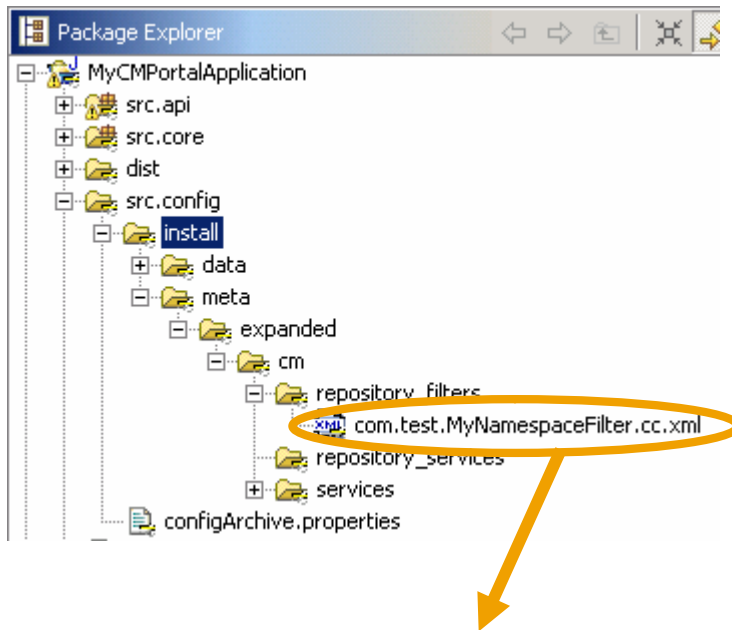 Package Explorer
MyCMPortalApplication
src.api
src.core
dist
src.config
install
data
meta
expanded
cm
repository_filters
com.test.MyNamespaceFilter.cc.xml
repository_services
services
configArchive.properties